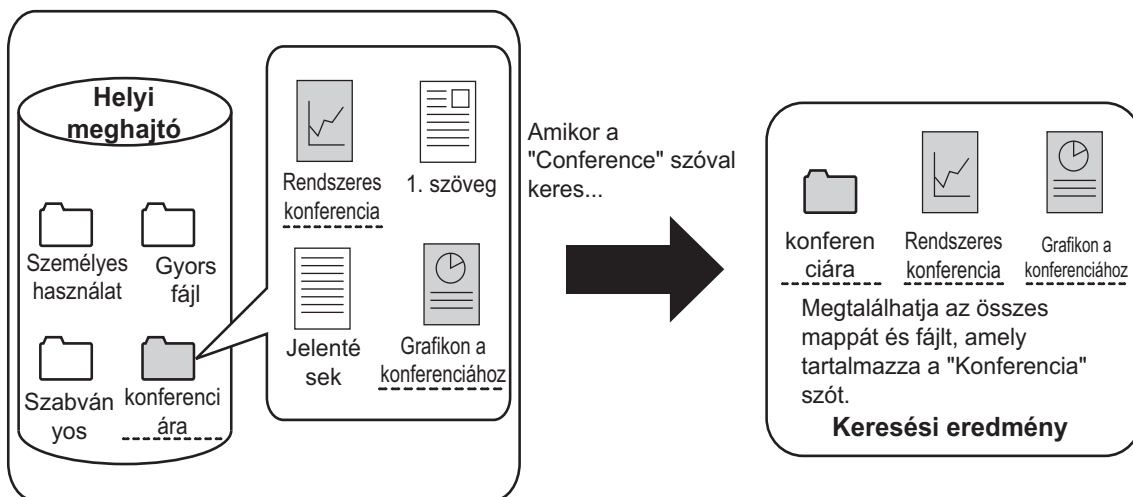 Helyi
meghajtó
Személyes
használat
Gyors
fájl
Szabván
yos
konferenci
ára
Rendszeres
konferencia
1. szöveg
Jelenté
sek
Grafikon a
konferenciához
Amikor a
"Conference" szóval
keres...
konferen
ciára
Rendszeres
konferencia
Grafikon a
konferenciához
Megtalálhatja az összes
mappát és fájlt, amely
tartalmazza a "Konferencia"
szót.
Keresési eredmény